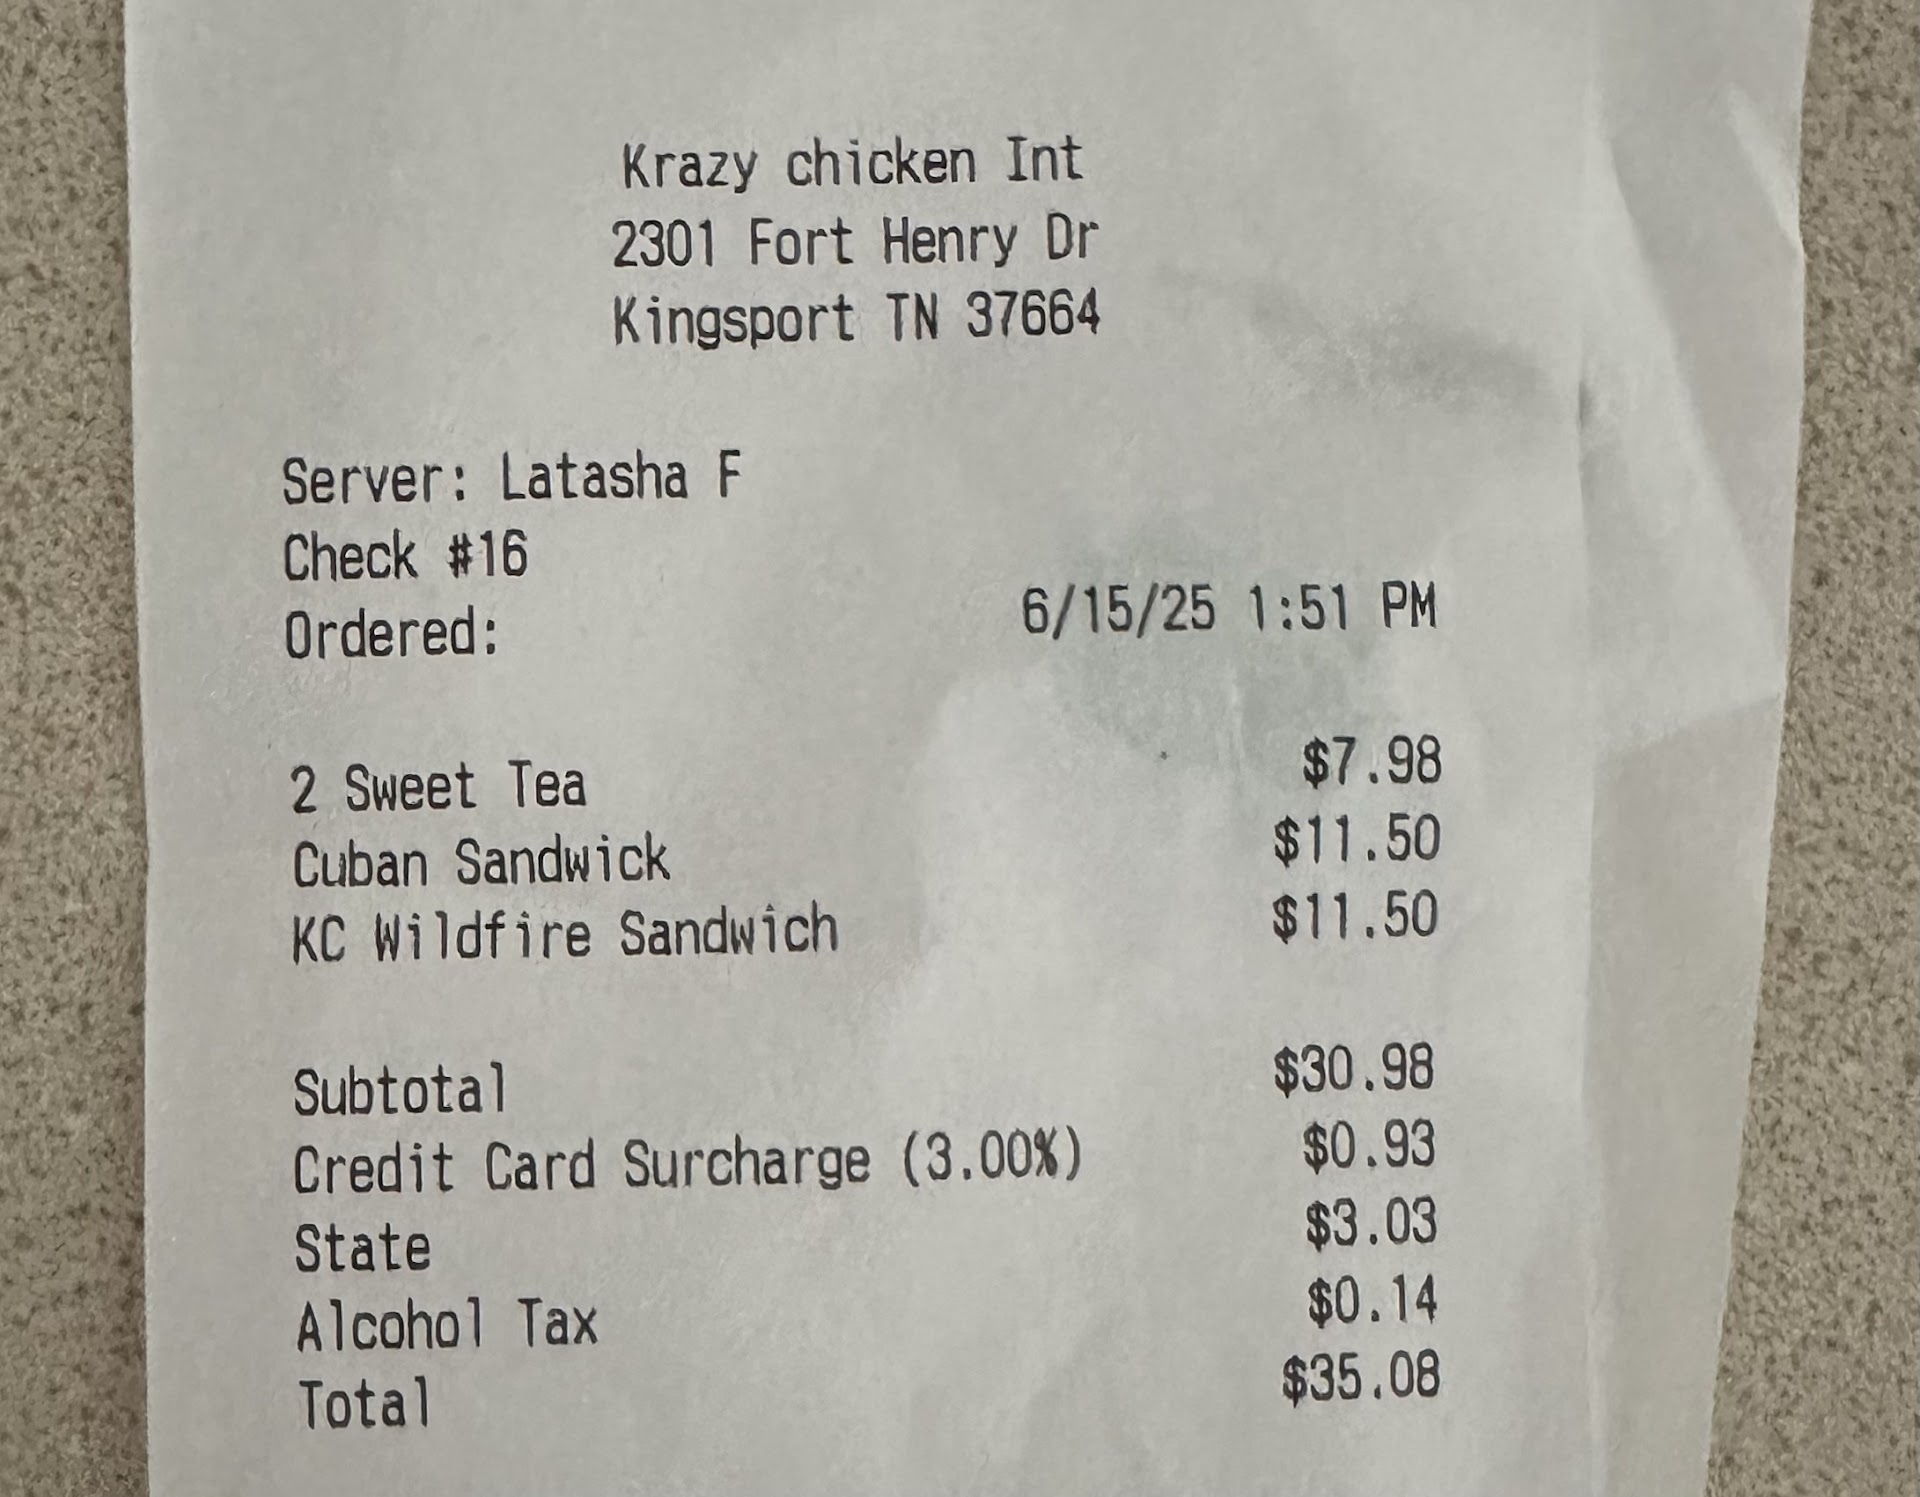 Krazy chicken Int
2301 Fort Henry Dr
Kingsport TN 37664
Server: Latasha F
Check #16
Ordered: 6/15/25 1:51 PM
2 Sweet Tea $7.98
Cuban Sandwick $11.50
KC Wildfire Sandwich $11.50
Subtotal $30.98
Credit Card Surcharge (3.00%) $0.93
State $3.03
Alcohol Tax $0.14
Total $35.08